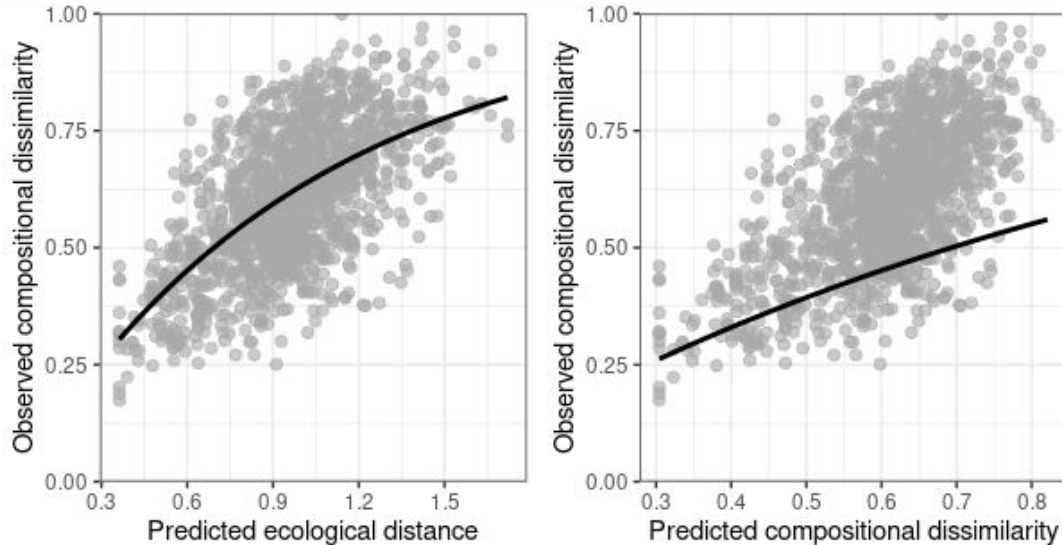 Observed compositional dissimilarity
1.00
0.75
0.50
0.25
0.00
0.3 0.6 0.9 1.2 1.5
Predicted ecological distance
Observed compositional dissimilarity
1.00
0.75
0.50
0.25
0.00
0.3 0.4 0.5 0.6 0.7 0.8
Predicted compositional dissimilarity